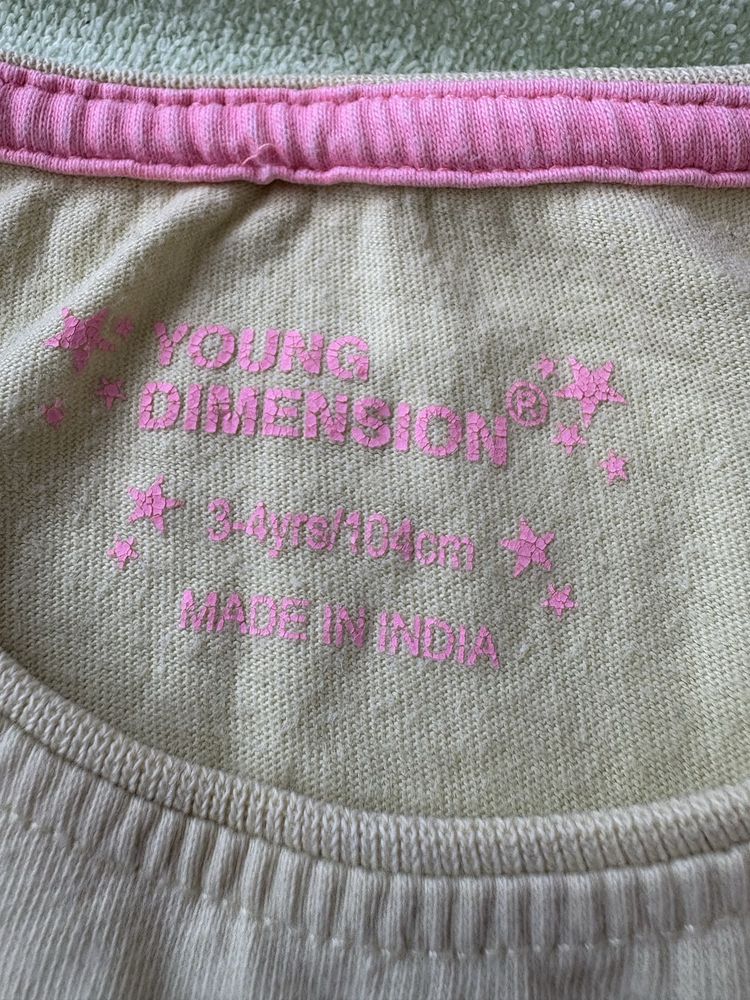 YOUNG
DIMENSION®
3-4yrs/104cm
MADE IN INDIA